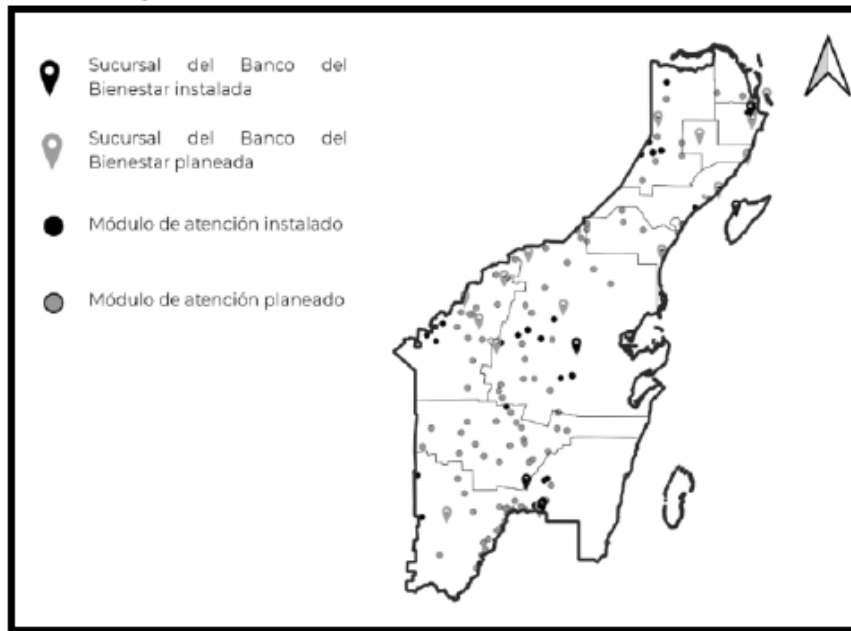 Sucursal del Banco del
Bienestar instalada
Sucursal del Banco del
Bienestar planeada
Módulo de atención instalado
Módulo de atención planeado